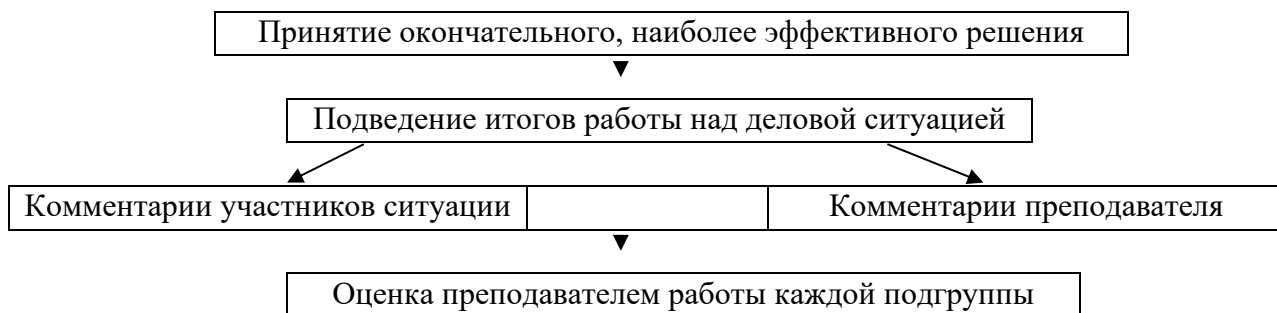 Принятие окончательного, наиболее эффективного решения
Подведение итогов работы над деловой ситуацией
Комментарии участников ситуации
Комментарии преподавателя
Оценка преподавателем работы каждой подгруппы